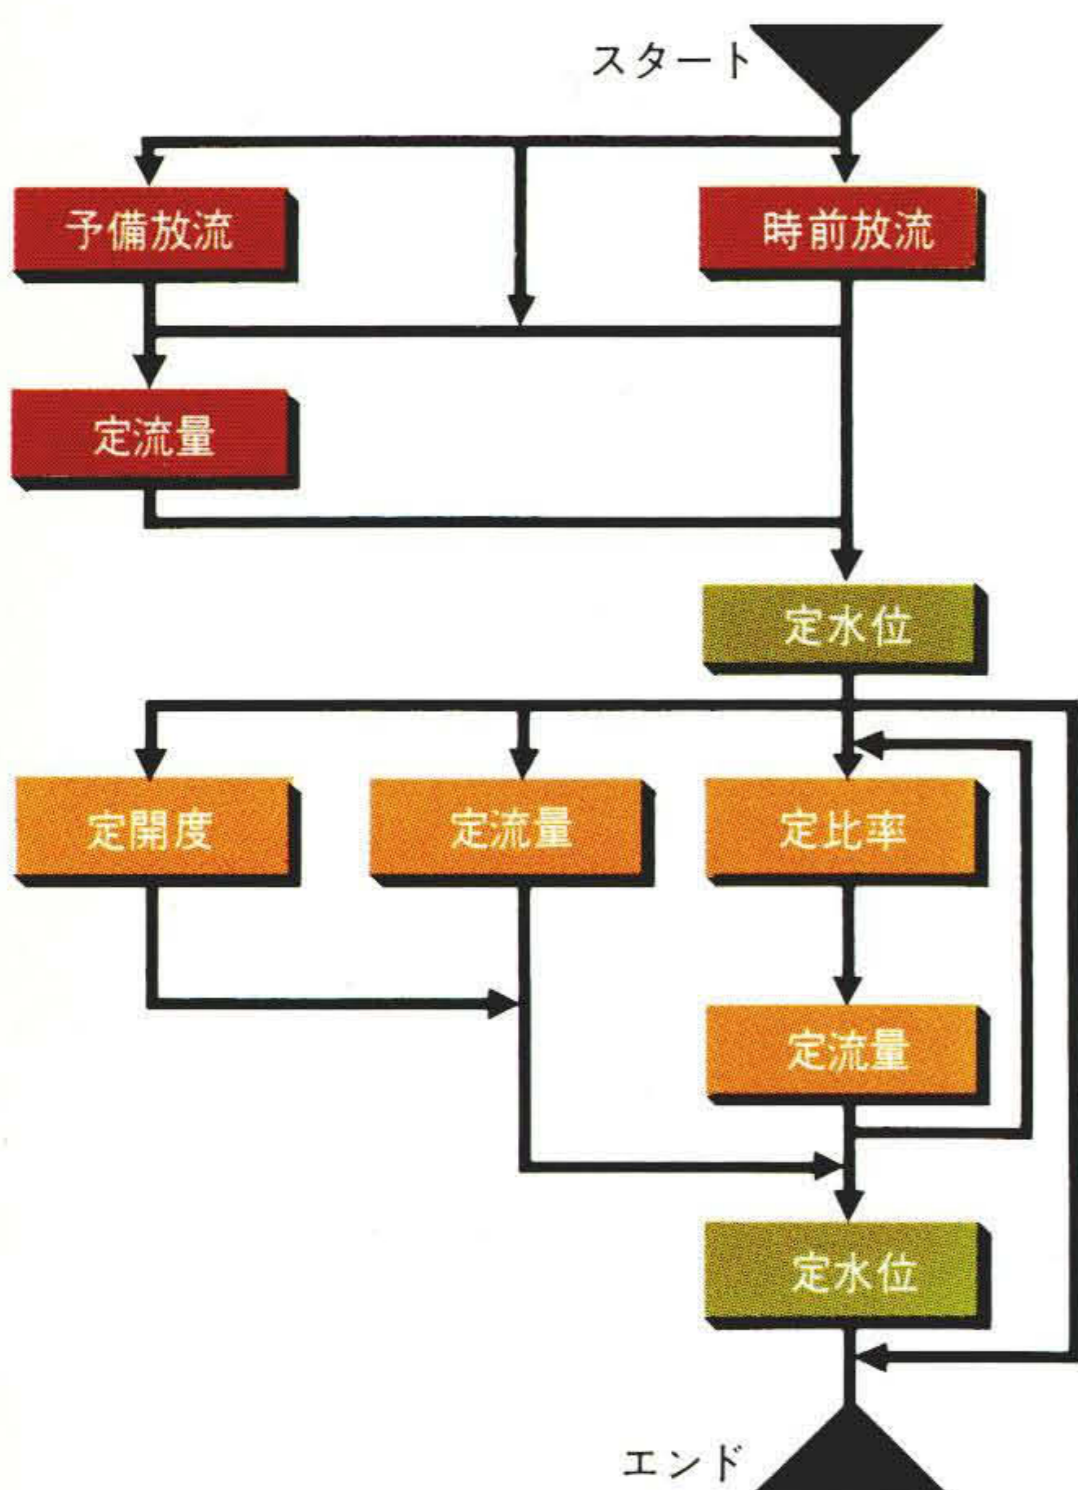 スタート
予備放流
時前放流
定流量
定水位
定開度
定流量
定比率
定流量
定水位
エンド